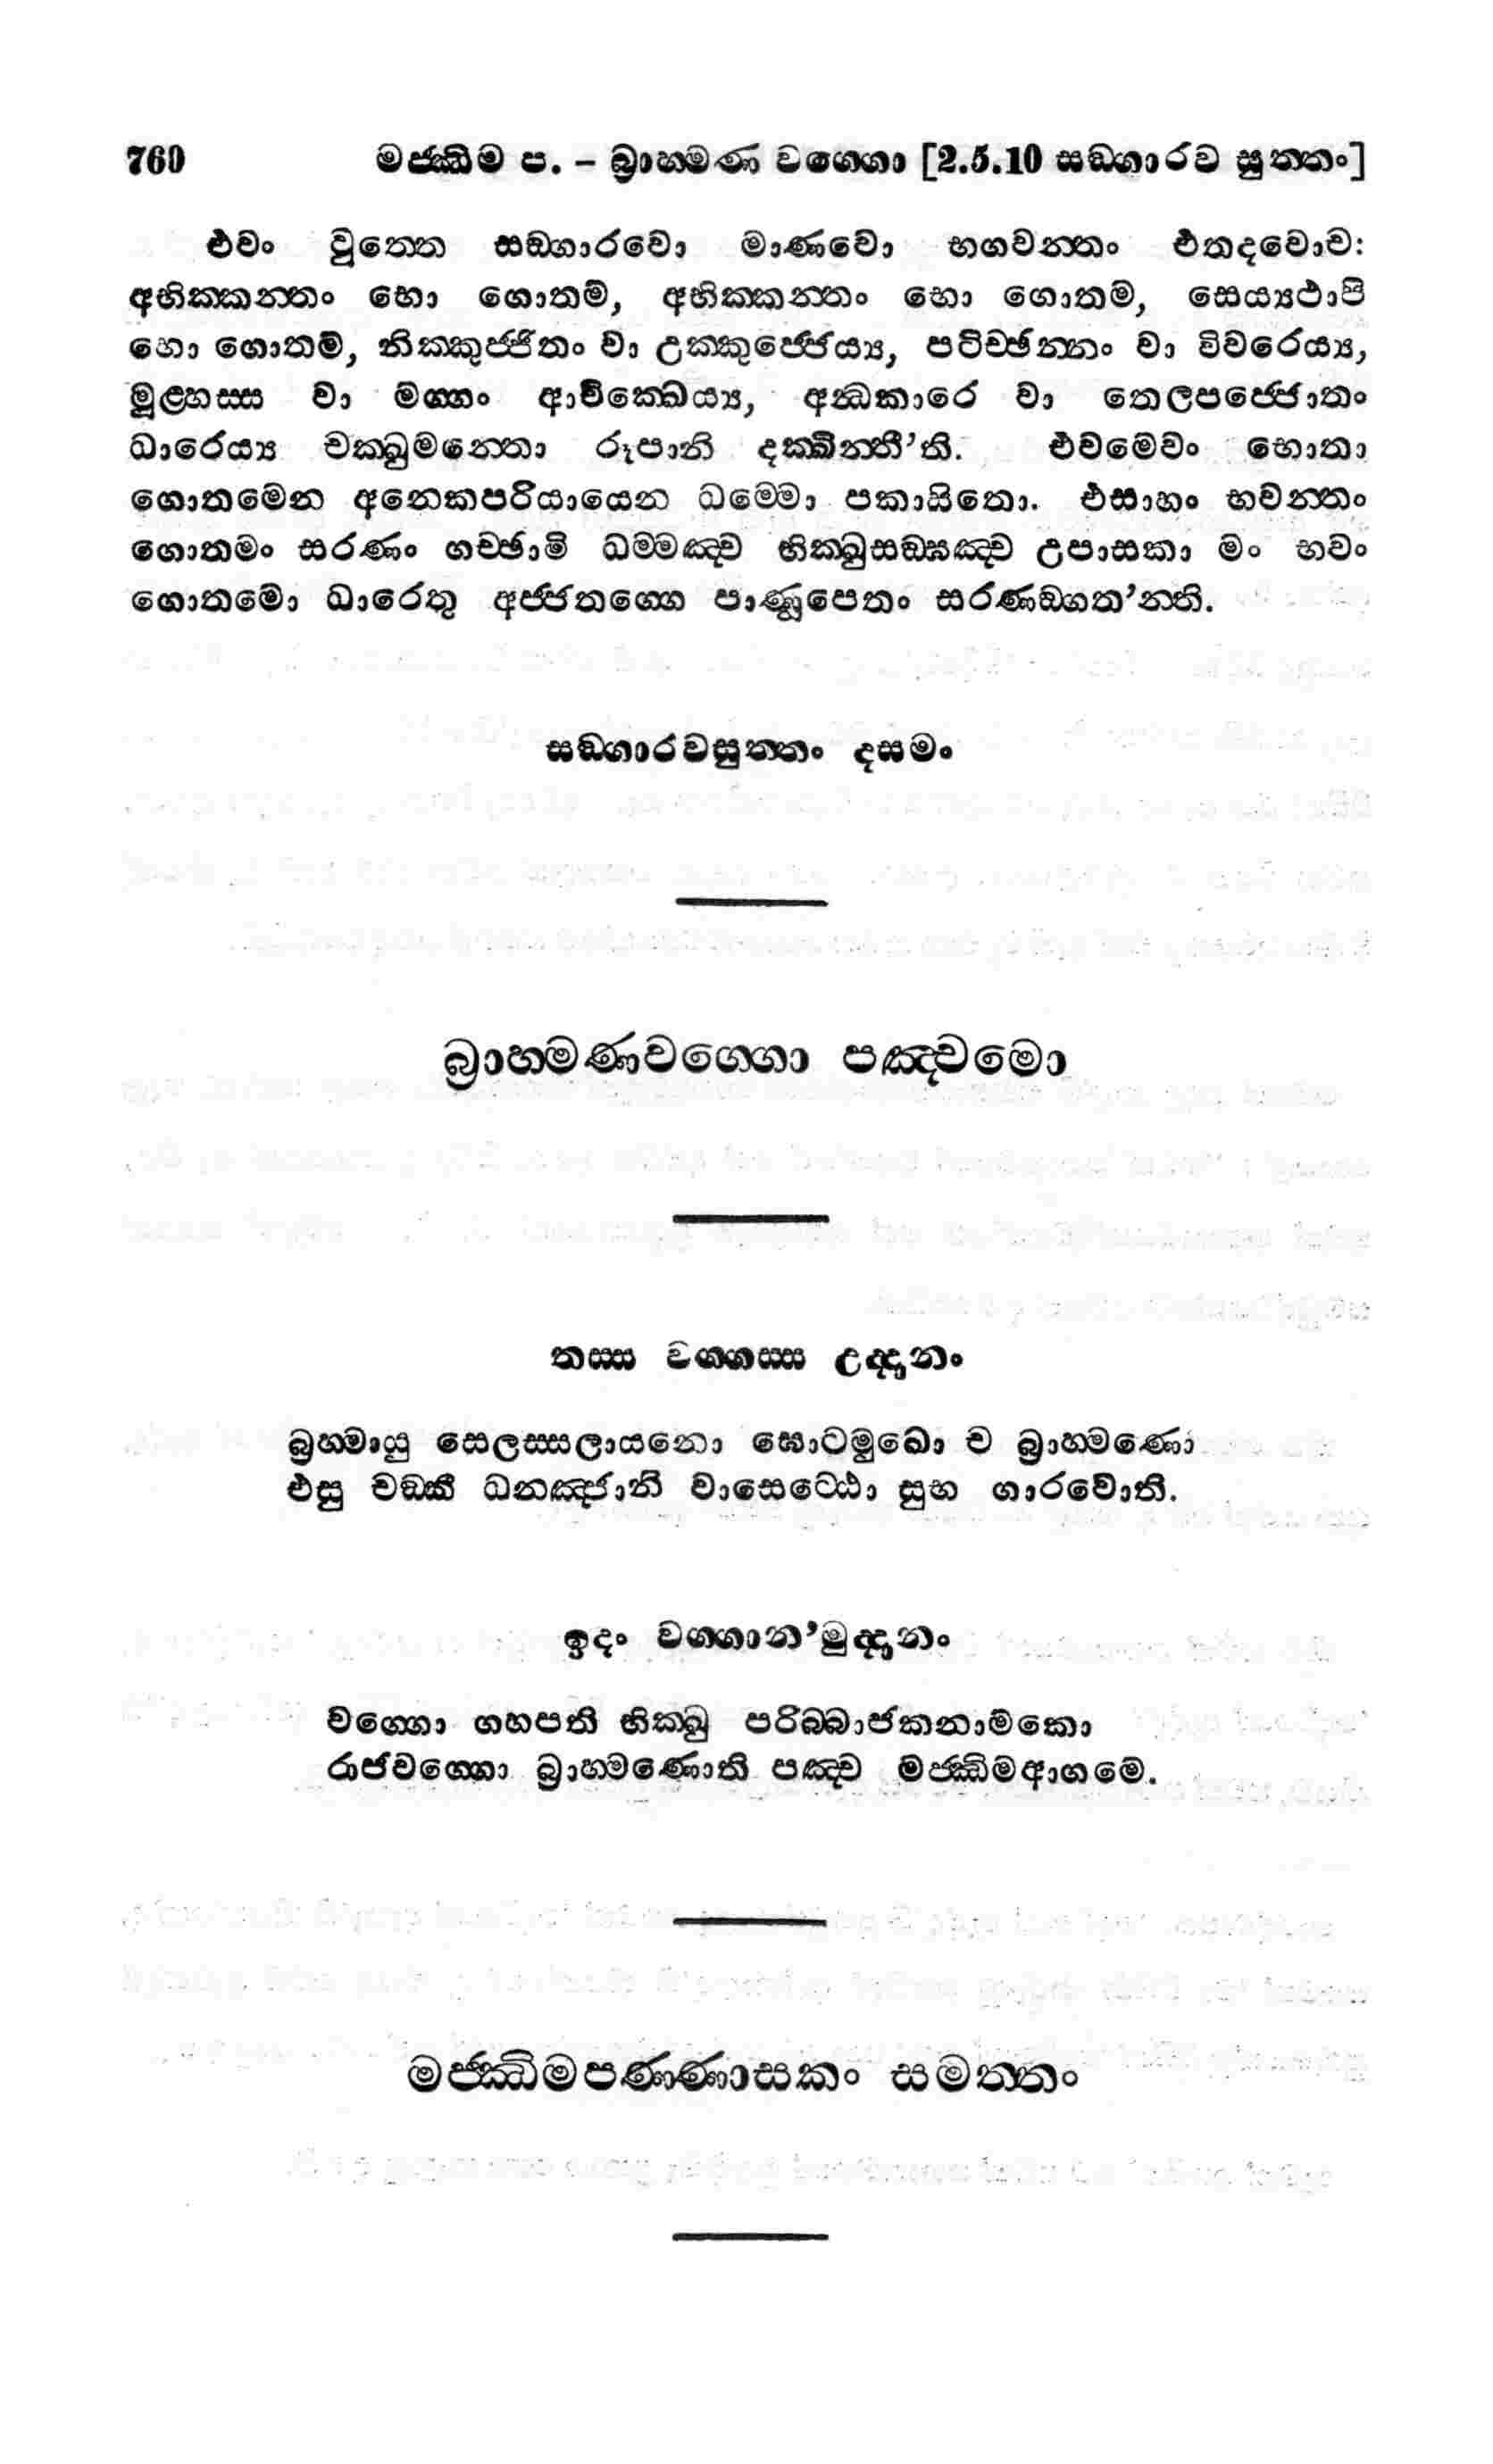 760 මජ්ඣිම ප. – බ්‍රාහ්මණ වග්ගො [2.5.10 සඞ්ගාරව සුත්තං]
එවං වුත්තෙ සඞ්ගාරවො මාණවො භගවන්තං එතදවොච:
අභික්කන්තං භො ගොතම, අභික්කන්තං භො ගොතම, සෙය්‍යථාපි
භො ගොතම, නික්කුජ්ජිතං වා උක්කුජ්ජෙය්‍ය, පටිච්ඡන්නං වා විවරෙය්‍ය,
මූළ්හස්ස වා මග්ගං ආචික්ඛෙය්‍ය, අන්ධකාරෙ වා තෙලපජ්ජොතං
ධාරෙය්‍ය චක්ඛුමන්තො රූපානි දක්ඛින්තී’ති. එවමේවං භොතා
ගොතමෙන අනෙකපරියායෙන ධම්මො පකාසිතො. එසාහං භවන්තං
ගොතමං සරණං ගච්ඡාමි ධම්මඤ්ච භික්ඛුසඞ්ඝඤ්ච උපාසකං මං භවං
ගොතමො ධාරෙතු අජ්ජතග්ගෙ පාණුපෙතං සරණඞ්ගත’න්ති.
සඞ්ගාරවසුත්තං දසමං
බ්‍රාහ්මණවග්ගො පඤ්චමො
තස්ස වග්ගස්ස උද්දානං
බ්‍රහ්මායු සෙලස්සලායනො ඝොටමුඛො ච බ්‍රාහ්මණො
එසු චඞ්කී ධනඤ්ජානි වාසෙට්ඨො සුභ ගාරවොති.
ඉදං වග්ගාන’මුද්දානං
වග්ගො ගහපති භික්ඛු පරිබ්බාජකනාමකො
රාජවග්ගො බ්‍රාහ්මණොති පඤ්ච මජ්ඣිමආගමෙ.
මජ්ඣිමපණ්ණාසකං සමත්තං